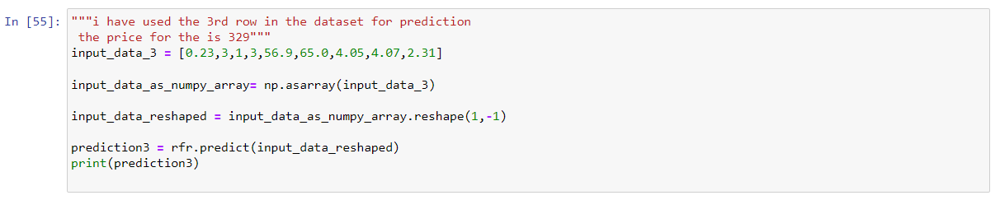 In [55]: """i have used the 3rd row in the dataset for prediction
the price for the is 329"""
input_data_3 = [0.23,3,1,3,56.9,65.0,4.05,4.07,2.31]
input_data_as_numpy_array= np.asarray(input_data_3)
input_data_reshaped = input_data_as_numpy_array.reshape(1,-1)
prediction3 = rfr.predict(input_data_reshaped)
print(prediction3)